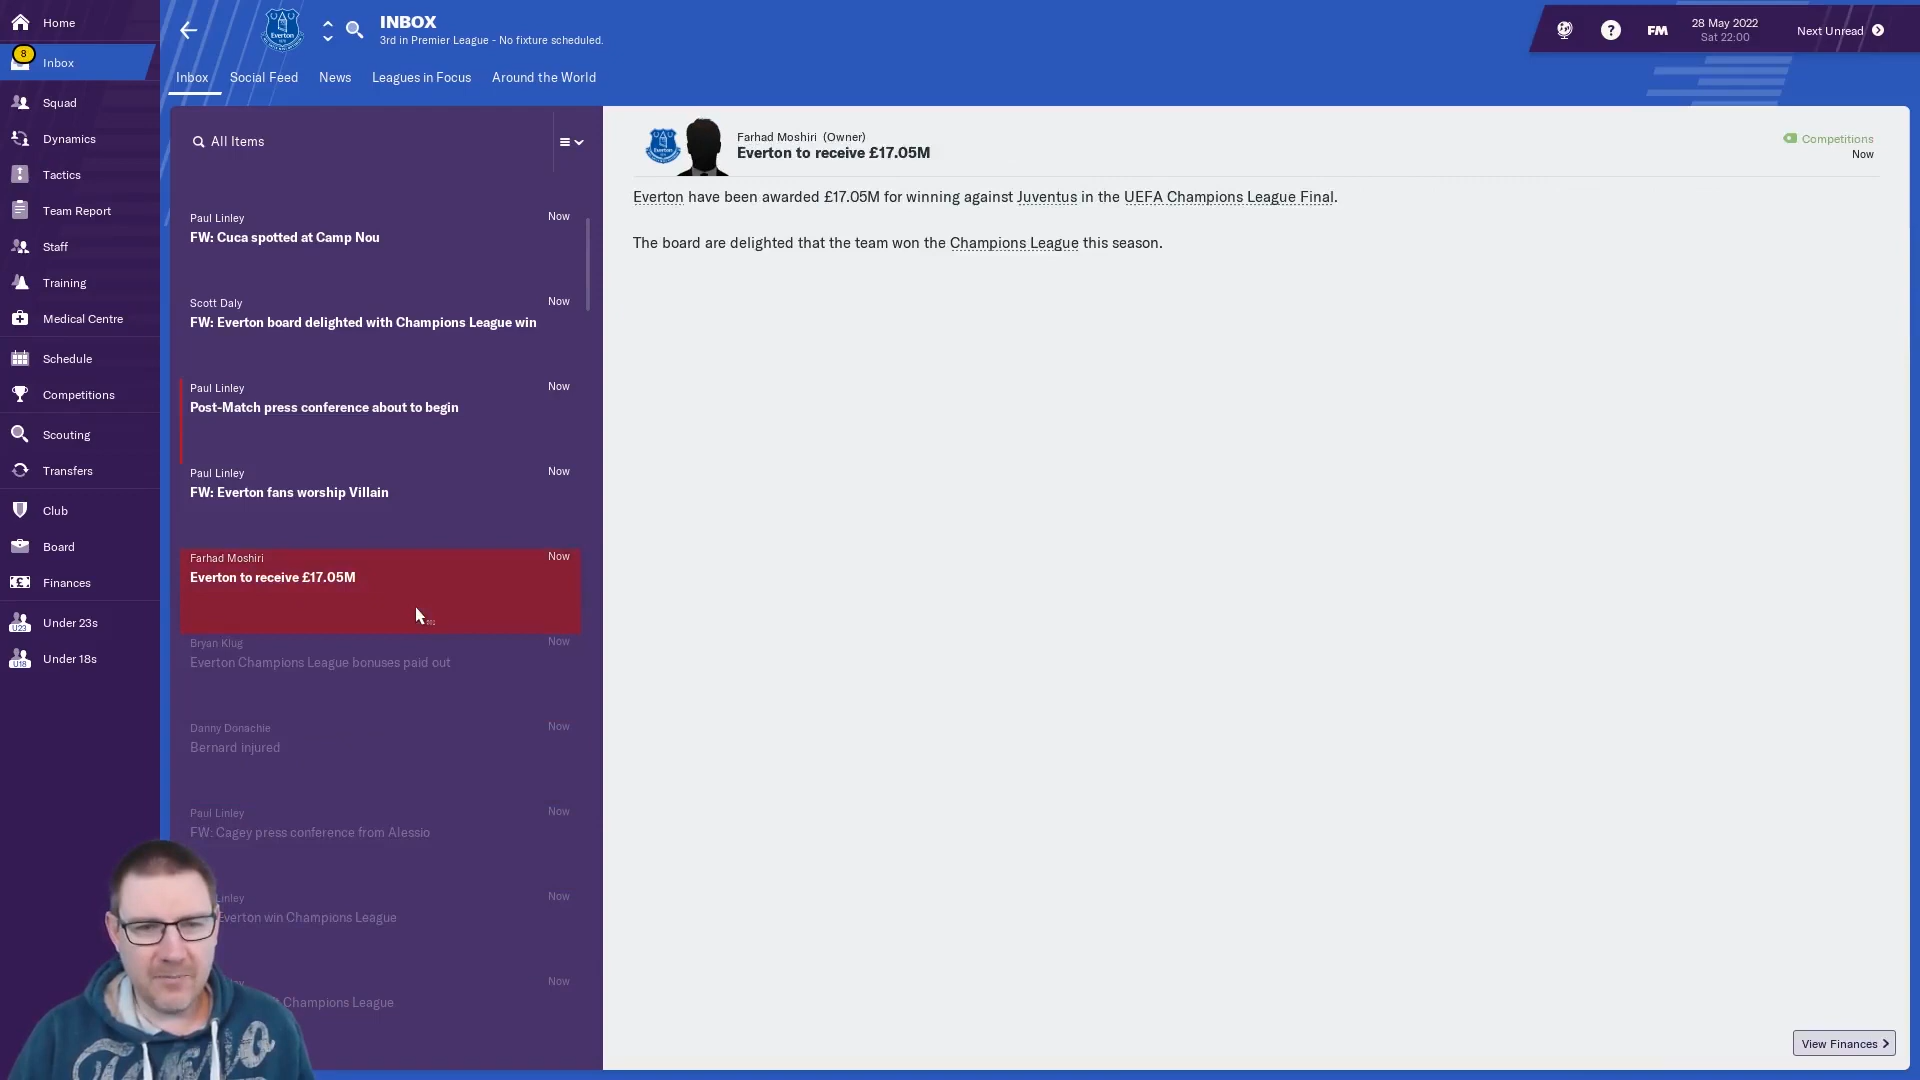 Home
8
Inbox
Squad
Dynamics
Tactics
Team Report
Staff
Training
Medical Centre
Schedule
Competitions
Scouting
Transfers
Club
Board
Finances
U23
Under 23s
U18
Under 18s
Everton
INBOX
3rd in Premier League - No fixture scheduled.
?
FM
28 May 2022
Sat 22:00
Next Unread
Inbox
Social Feed
News
Leagues in Focus
Around the World
All Items
Paul Linley
Now
FW: Cuca spotted at Camp Nou
Scott Daly
Now
FW: Everton board delighted with Champions League win
Paul Linley
Now
Post-Match press conference about to begin
Paul Linley
Now
FW: Everton fans worship Villain
Farhad Moshiri
Now
Everton to receive £17.05M
Bryan Klug
Now
Everton Champions League bonuses paid out
Danny Donachie
Now
Bernard injured
Paul Linley
Now
FW: Cagey press conference from Alessio
Linley
Now
Everton win Champions League
Now
Champions League
Everton
Farhad Moshiri (Owner)
Everton to receive £17.05M
Competitions
Now
Everton have been awarded £17.05M for winning against Juventus in the UEFA Champions League Final.
The board are delighted that the team won the Champions League this season.
View Finances